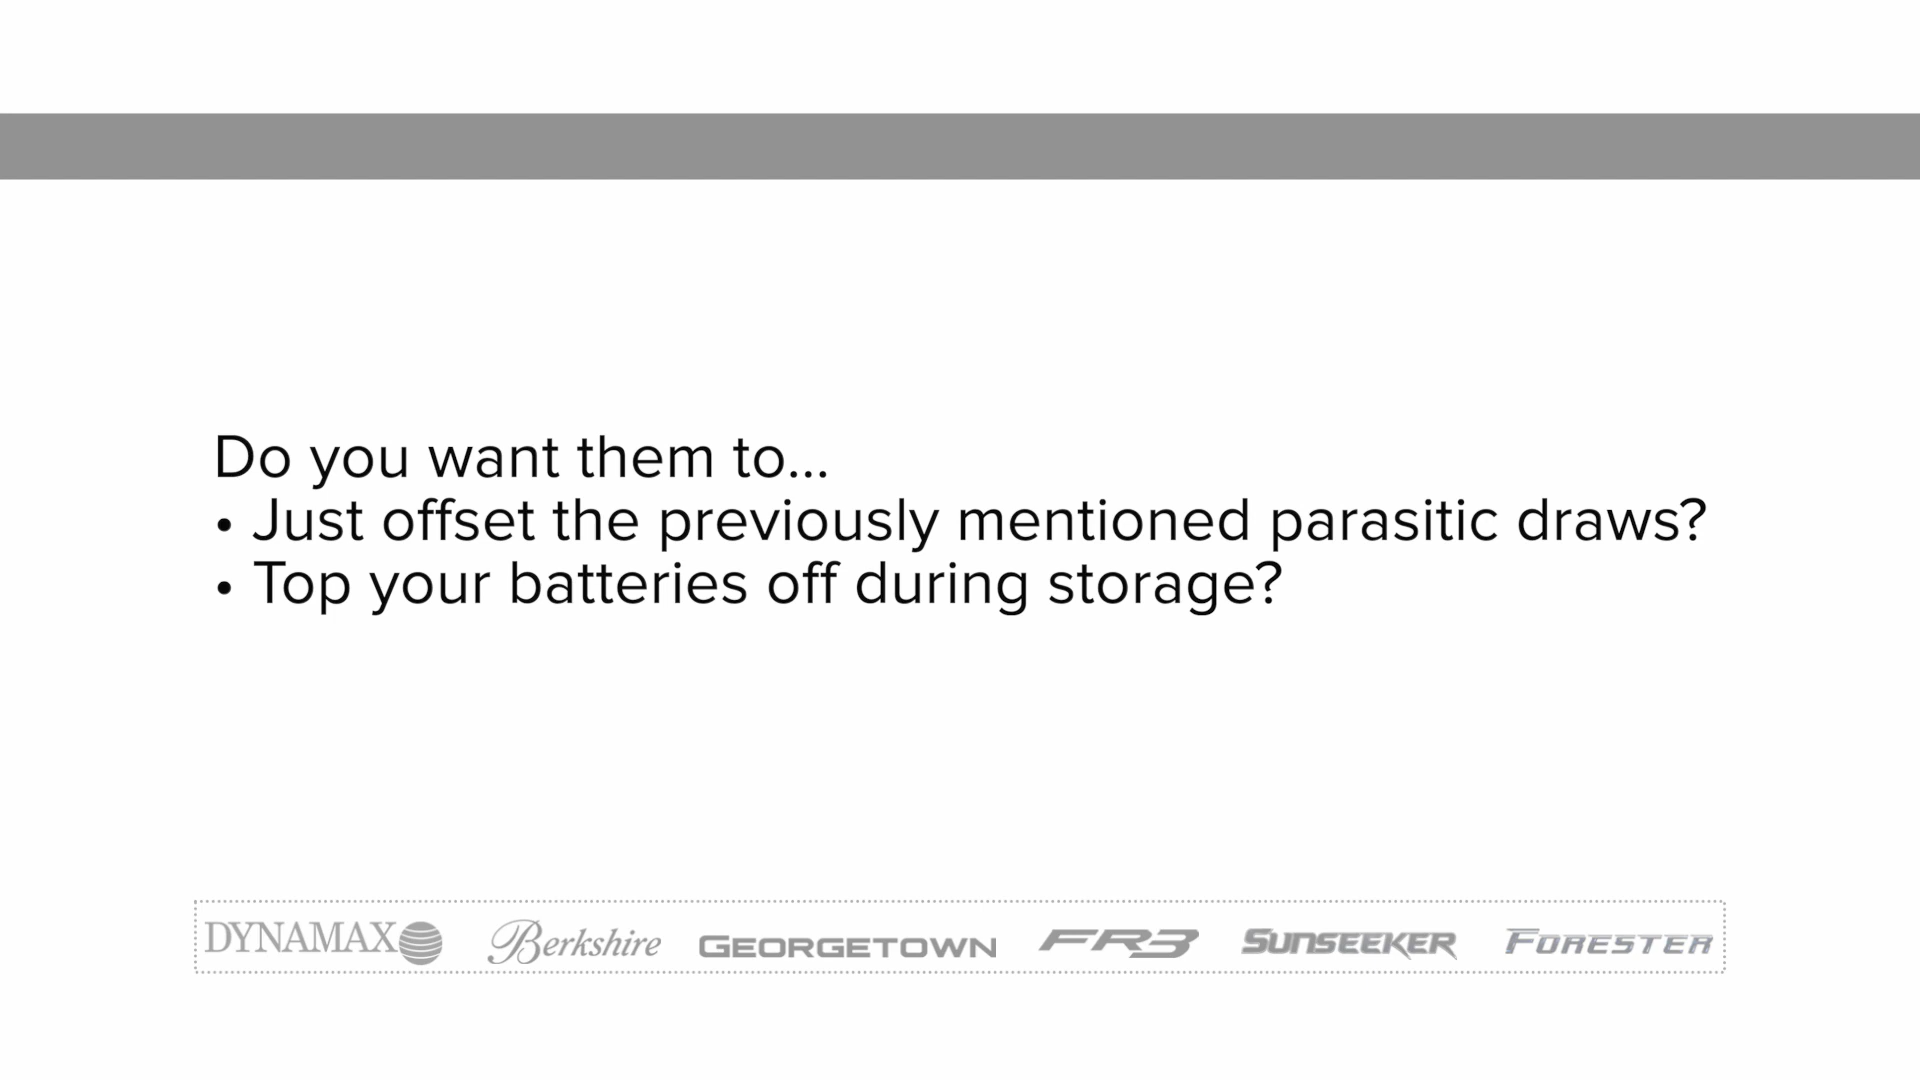 Do you want them to...
• Just offset the previously mentioned parasitic draws?
• Top your batteries off during storage?
DYNAMAX Berkshire GEORGETOWN FR3 SUNSEEKER FORESTER